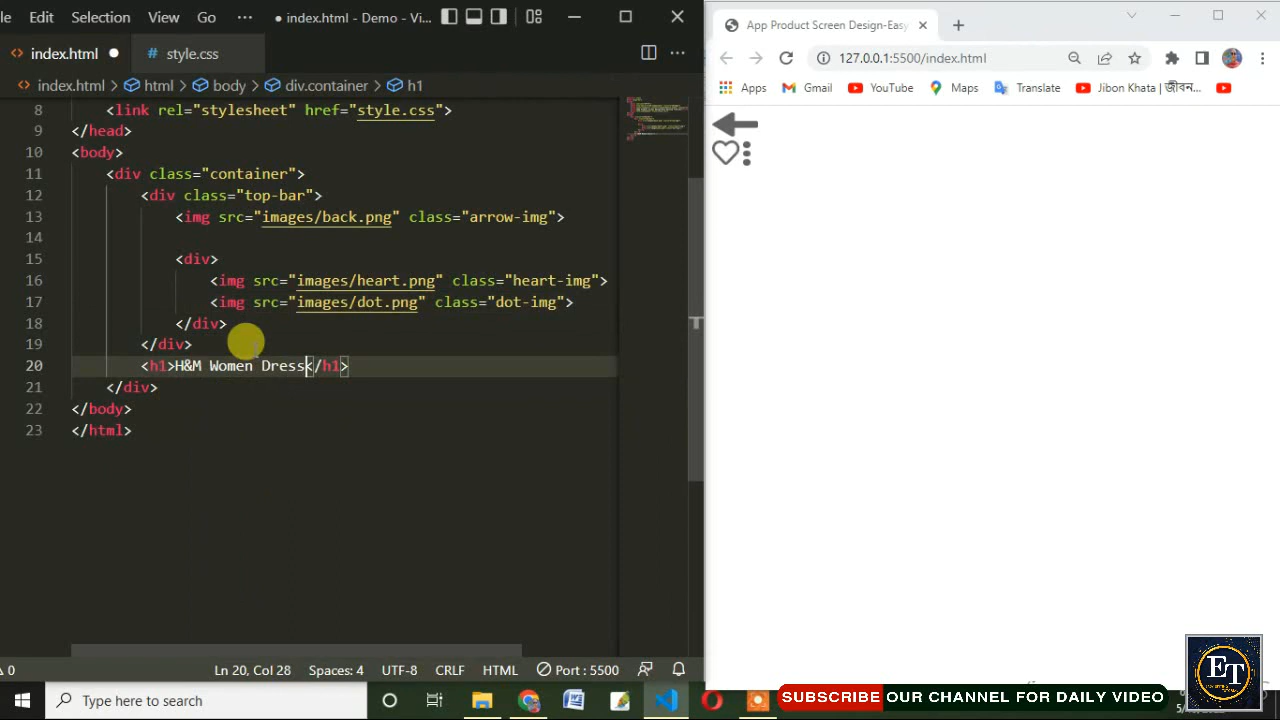 Edit Selection View Go ··· ● index.html - Demo - Vi...
index.html ● style.css
index.html > html > body > div.container > h1
<link rel="stylesheet" href="style.css">
9 </head>
10 <body>
11 <div class="container">
12 <div class="top-bar">
13 <img src="images/back.png" class="arrow-img">
14
15 <div>
16 <img src="images/heart.png" class="heart-img">
17 <img src="images/dot.png" class="dot-img">
18 </div>
19 </div>
20 <h1>H&M Women Dress</h1>
21 </div>
22 </body>
23 </html>
0 Ln 20, Col 28 Spaces: 4 UTF-8 CRLF HTML Port : 5500
App Product Screen Design-Easy
127.0.0.1:5500/index.html
Apps Gmail YouTube Maps Translate Jibon Khata | জীবন...
ET
SUBSCRIBE OUR CHANNEL FOR DAILY VIDEO
Type here to search